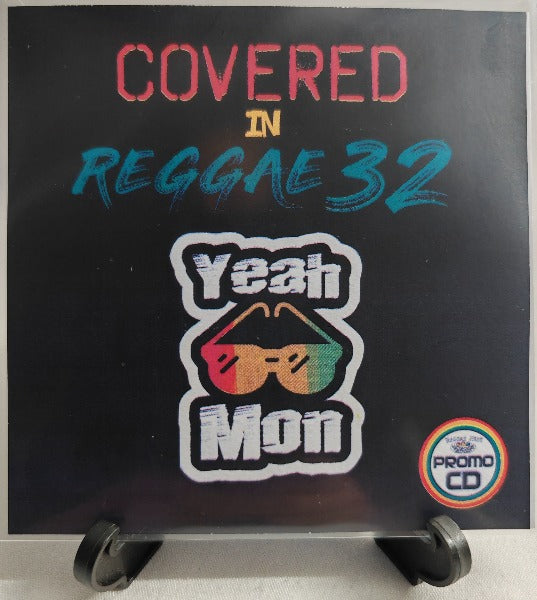 COVERED
IN
REGGAE 32
Yeah
Mon
PROMO
CD